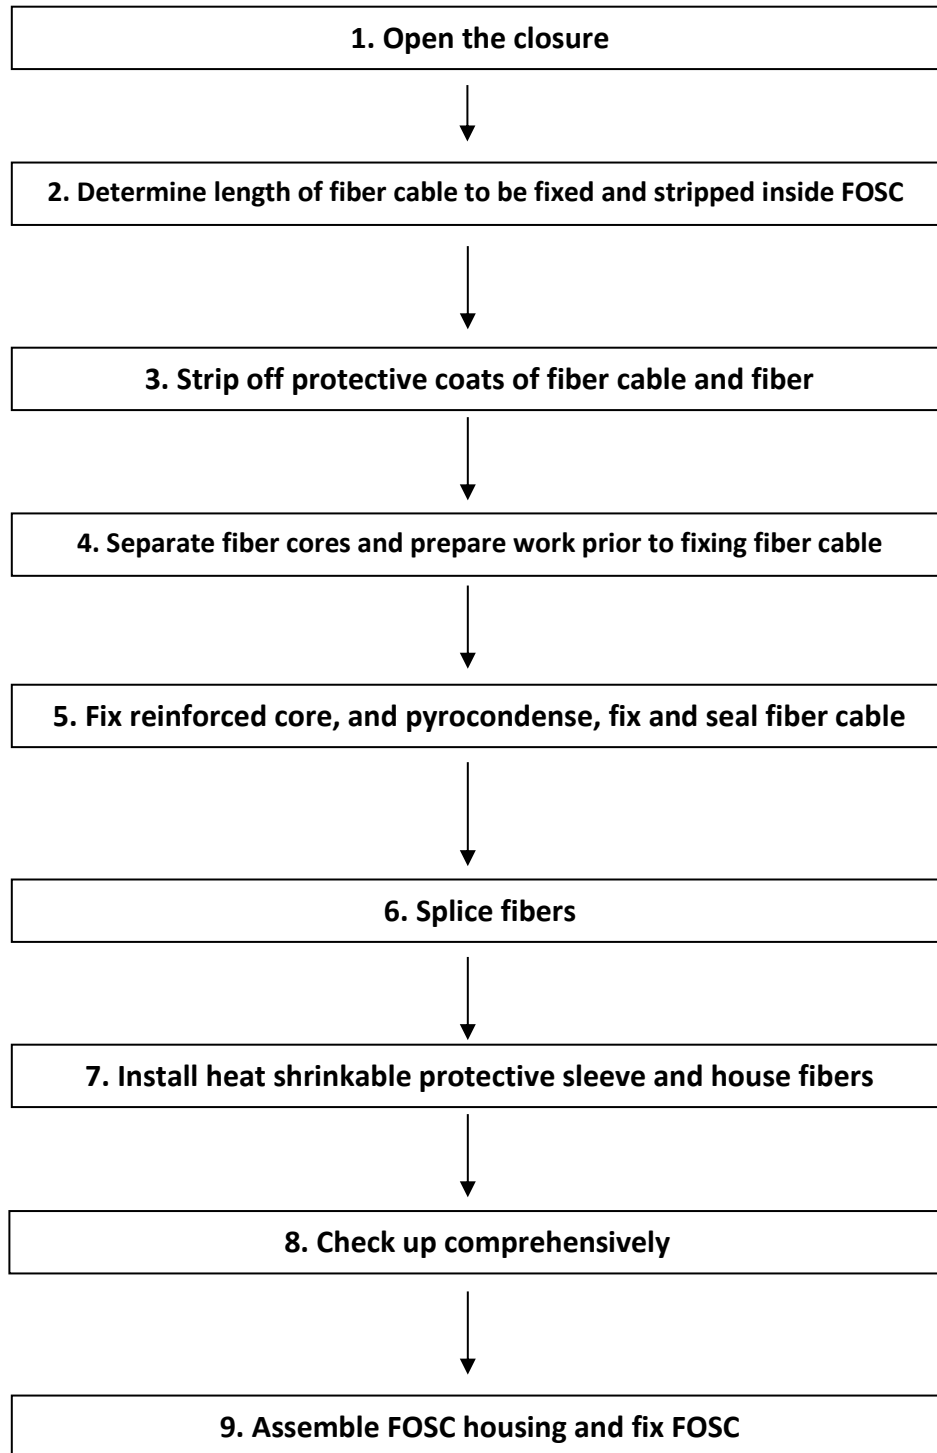 1. Open the closure
2. Determine length of fiber cable to be fixed and stripped inside FOSC
3. Strip off protective coats of fiber cable and fiber
4. Separate fiber cores and prepare work prior to fixing fiber cable
5. Fix reinforced core, and pyrocondense, fix and seal fiber cable
6. Splice fibers
7. Install heat shrinkable protective sleeve and house fibers
8. Check up comprehensively
9. Assemble FOSC housing and fix FOSC